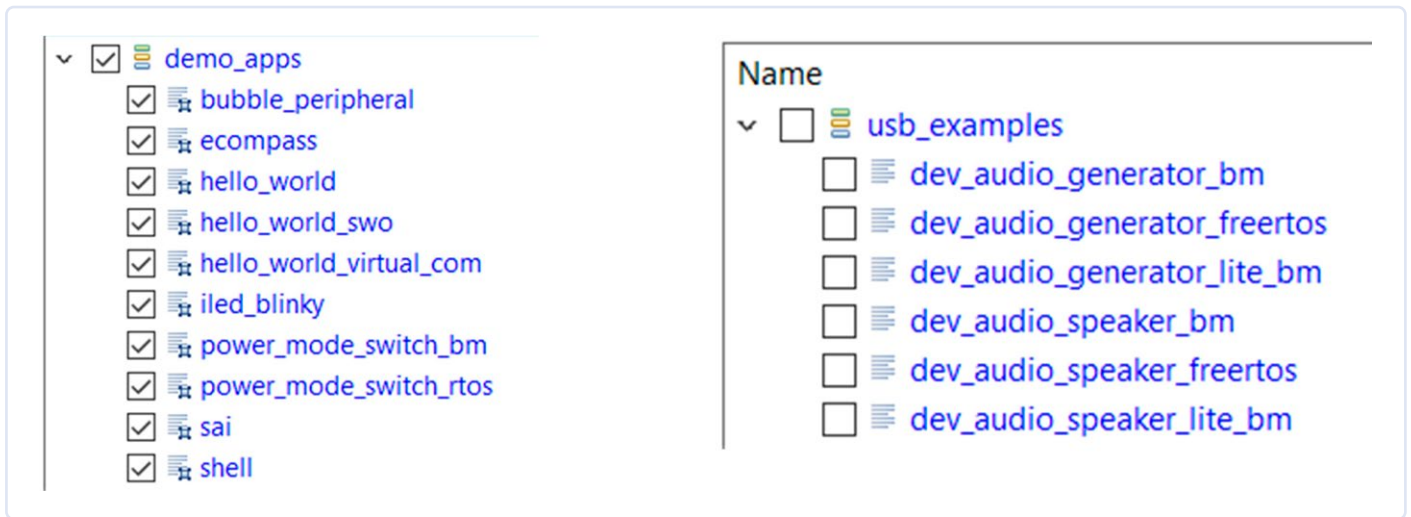 demo_apps
bubble_peripheral
ecompass
hello_world
hello_world_swo
hello_world_virtual_com
iled_blinky
power_mode_switch_bm
power_mode_switch_rtos
sai
shell
Name
usb_examples
dev_audio_generator_bm
dev_audio_generator_freertos
dev_audio_generator_lite_bm
dev_audio_speaker_bm
dev_audio_speaker_freertos
dev_audio_speaker_lite_bm